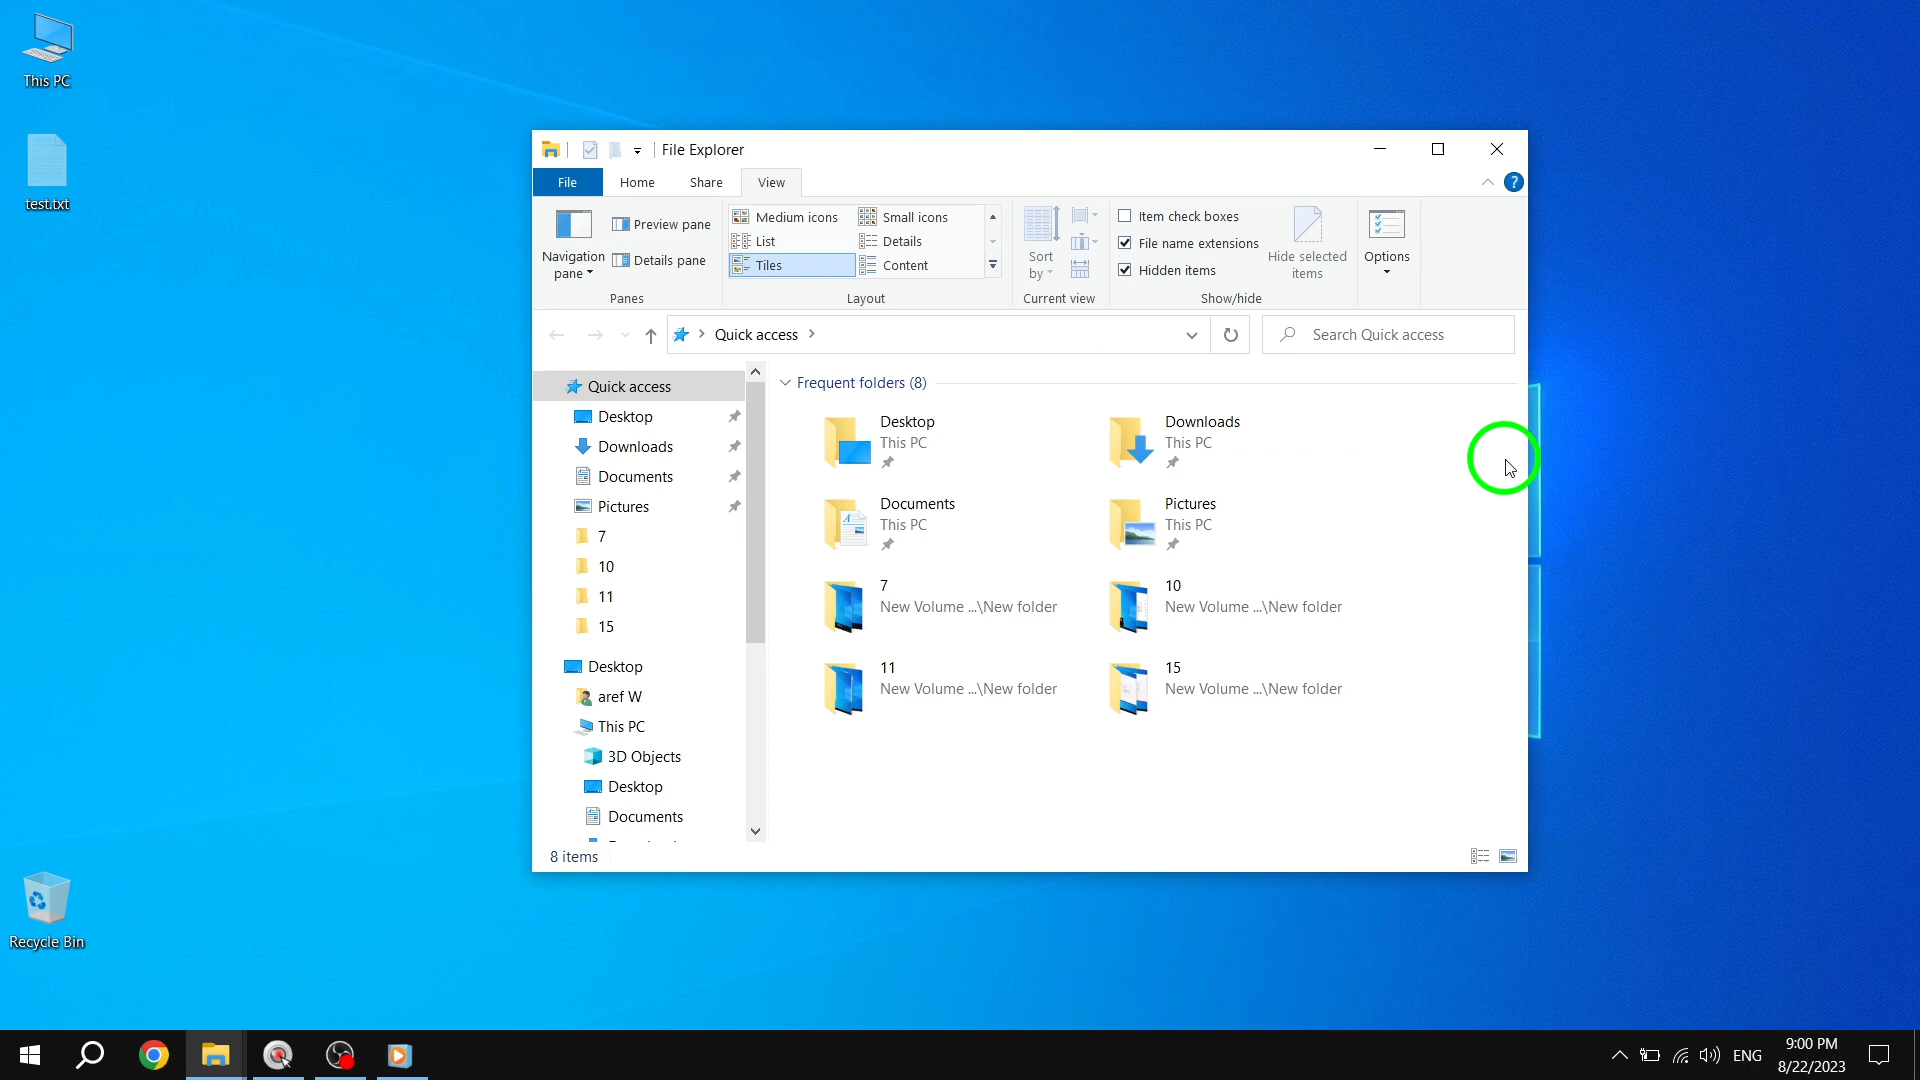 This PC
test.txt
Recycle Bin
File Explorer
File
Home
Share
View
?
Navigation
pane
Preview pane
Details pane
Panes
Medium icons
Small icons
List
Details
Tiles
Content
Layout
Sort
by
Current view
Item check boxes
File name extensions
Hidden items
Hide selected
items
Show/hide
Options
Quick access
Search Quick access
Quick access
Desktop
Downloads
Documents
Pictures
7
10
11
15
Desktop
aref W
This PC
3D Objects
Desktop
Documents
Frequent folders (8)
Desktop
This PC
Downloads
This PC
Documents
This PC
Pictures
This PC
7
New Volume ...\New folder
10
New Volume ...\New folder
11
New Volume ...\New folder
15
New Volume ...\New folder
8 items
ENG
9:00 PM
8/22/2023